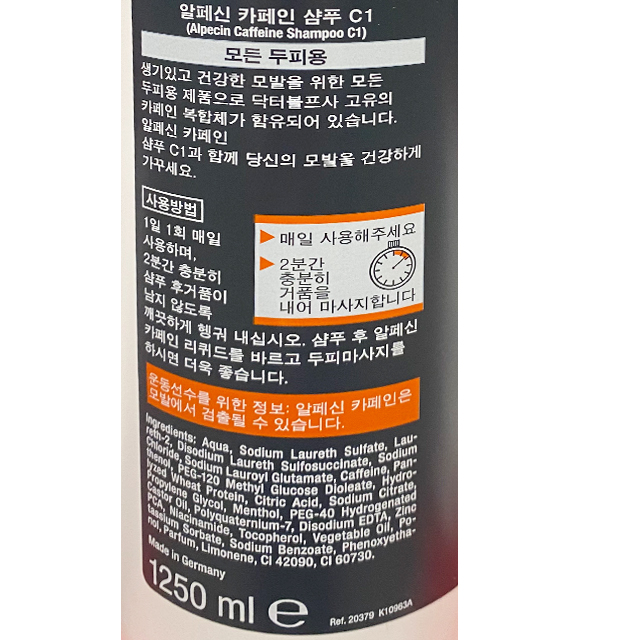 알페신 카페인 샴푸 C1
(Alpecin Caffeine Shampoo C1)
모든 두피용
생기있고 건강한 모발을 위한 모든
두피용 제품으로 닥터볼프사 고유의
카페인 복합체가 함유되어 있습니다.
알페신 카페인
샴푸 C1과 함께 당신의 모발을 건강하게
가꾸세요.
사용방법
1일 1회 매일
사용하며,
2분간 충분히
샴푸 후거품이
남지 않도록
깨끗하게 헹궈 내십시오. 샴푸 후 알페신
카페인 리퀴드를 바르고 두피마사지를
하시면 더욱 좋습니다.
▶ 매일 사용해주세요
▶ 2분간
충분히
거품을
내어 마사지합니다
운동선수를 위한 정보: 알페신 카페인은
모발에서 검출될 수 있습니다.
Ingredients: Aqua, Sodium Laureth Sulfate, Lau-
reth-2, Disodium Laureth Sulfosuccinate, Sodium
Chloride, Sodium Lauroyl Glutamate, Caffeine, Pan-
thenol, PEG-120 Methyl Glucose Dioleate, Hydro-
lyzed Wheat Protein, Citric Acid, Sodium Citrate,
Propylene Glycol, Menthol, PEG-40 Hydrogenated
Castor Oil, Polyquaternium-7, Disodium EDTA, Zinc
PCA, Niacinamide, Tocopherol, Vegetable Oil, Po-
tassium Sorbate, Sodium Benzoate, Phenoxyetha-
nol, Parfum, Limonene, CI 42090, CI 60730.
Made in Germany
1250 ml ℮
Ref. 20379 K10963A